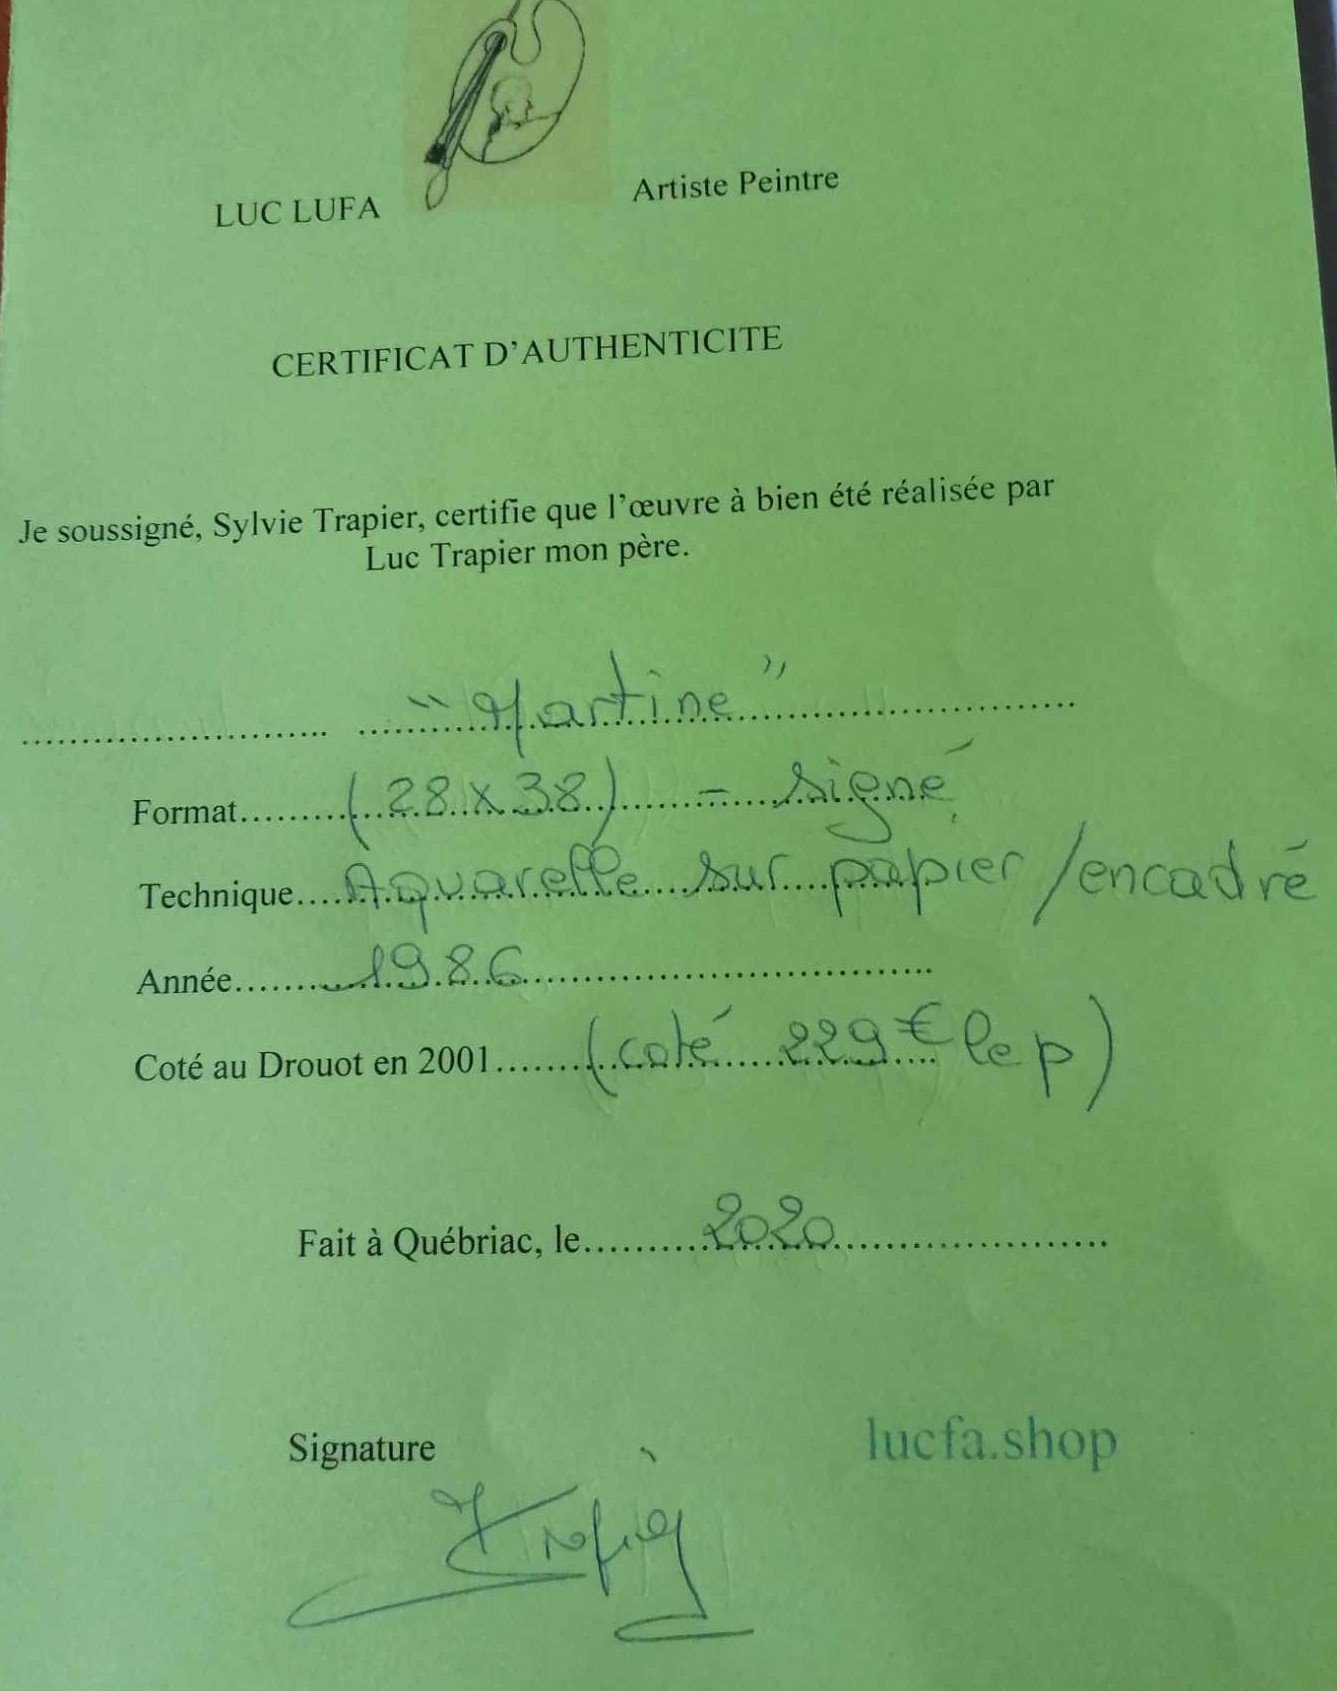 LUC LUFA Artiste Peintre
CERTIFICAT D'AUTHENTICITE
Je soussigné, Sylvie Trapier, certifie que l'œuvre à bien été réalisée par
Luc Trapier mon père.
.......................... "Martine"..............................
Format.........(28x38)........ - signé
Technique....Aquarelle sur papier /encadré
Année........1986..................................
Coté au Drouot en 2001........(coté 229€ le p)
Fait à Québriac, le..........2020........................
Signature lucfa.shop
Trapier